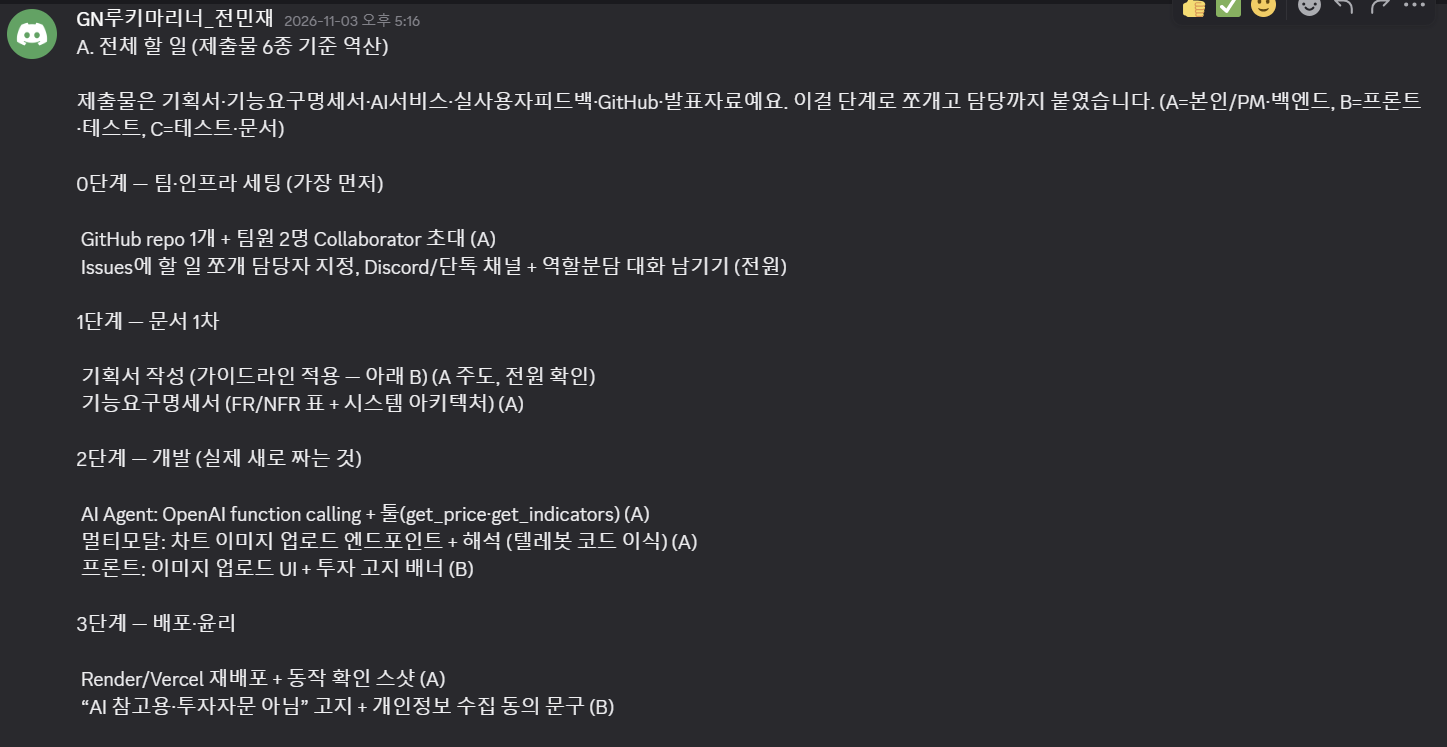 GN루키마리너_전민재 2026-11-03 오후 5:16
A. 전체 할 일 (제출물 6종 기준 역산)
제출물은 기획서·기능요구명세서·AI서비스·실사용자피드백·GitHub·발표자료예요. 이걸 단계로 쪼개고 담당까지 붙였습니다. (A=본인/PM·백엔드, B=프론트
·테스트, C=테스트·문서)
0단계 — 팀·인프라 세팅 (가장 먼저)
GitHub repo 1개 + 팀원 2명 Collaborator 초대 (A)
Issues에 할 일 쪼개 담당자 지정, Discord/단톡 채널 + 역할분담 대화 남기기 (전원)
1단계 — 문서 1차
기획서 작성 (가이드라인 적용 — 아래 B) (A 주도, 전원 확인)
기능요구명세서 (FR/NFR 표 + 시스템 아키텍처) (A)
2단계 — 개발 (실제 새로 짜는 것)
AI Agent: OpenAI function calling + 툴(get_price·get_indicators) (A)
멀티모달: 차트 이미지 업로드 엔드포인트 + 해석 (텔레봇 코드 이식) (A)
프론트: 이미지 업로드 UI + 투자 고지 배너 (B)
3단계 — 배포·윤리
Render/Vercel 재배포 + 동작 확인 스샷 (A)
“AI 참고용·투자자문 아님” 고지 + 개인정보 수집 동의 문구 (B)